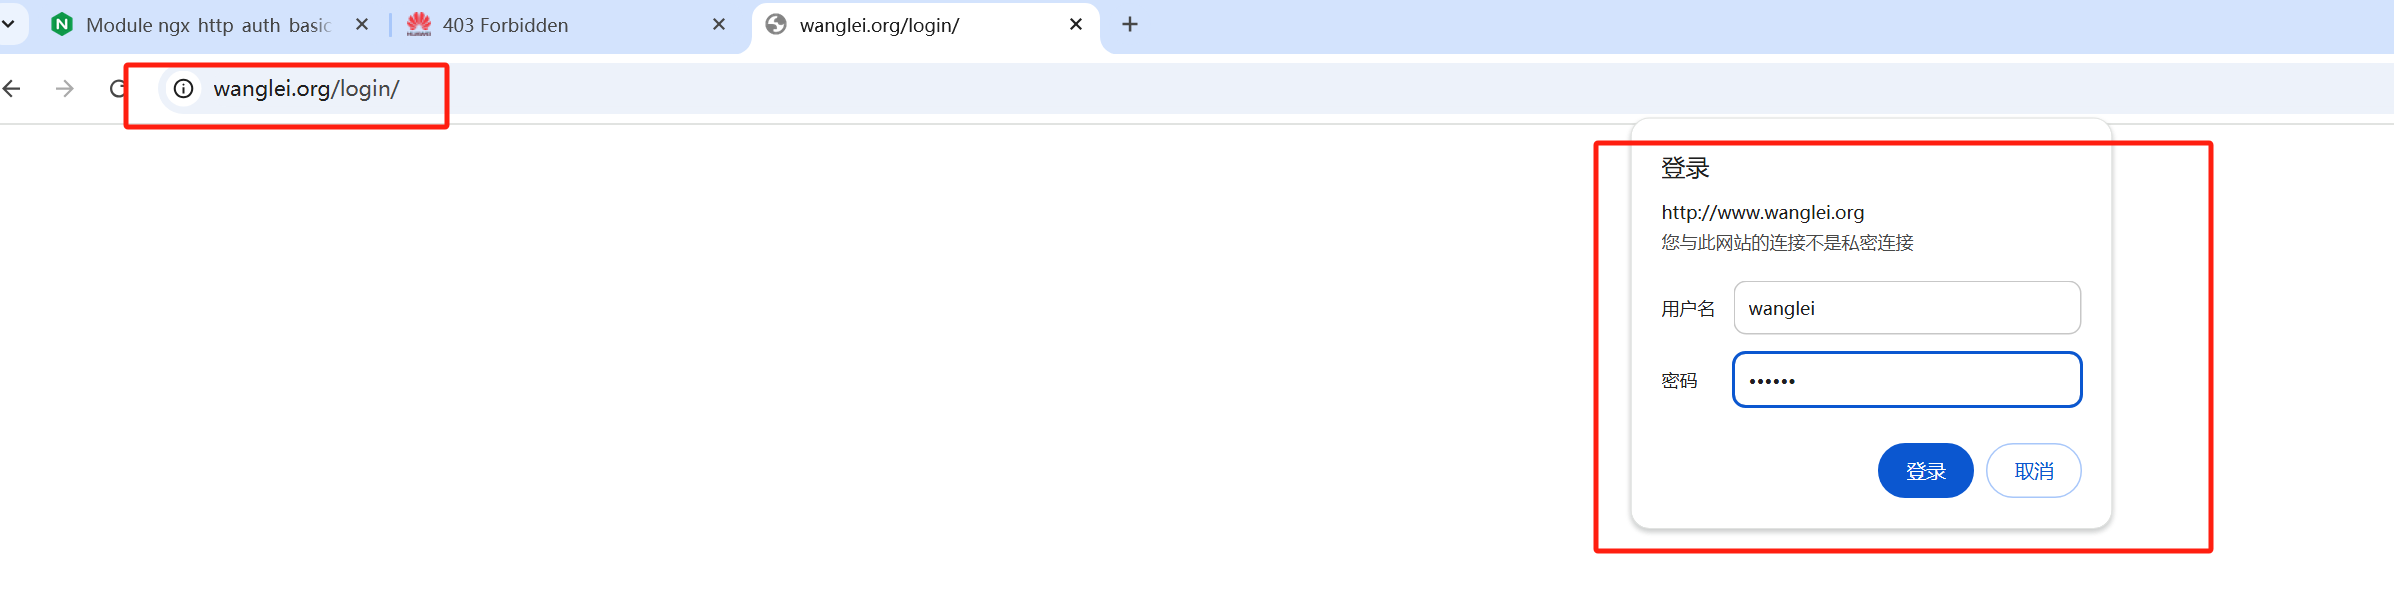 Module ngx http auth basic
403 Forbidden
wanglei.org/login/
wanglei.org/login/
登录
http://www.wanglei.org
您与此网站的连接不是私密连接
用户名 wanglei
密码 ••••••
登录 取消